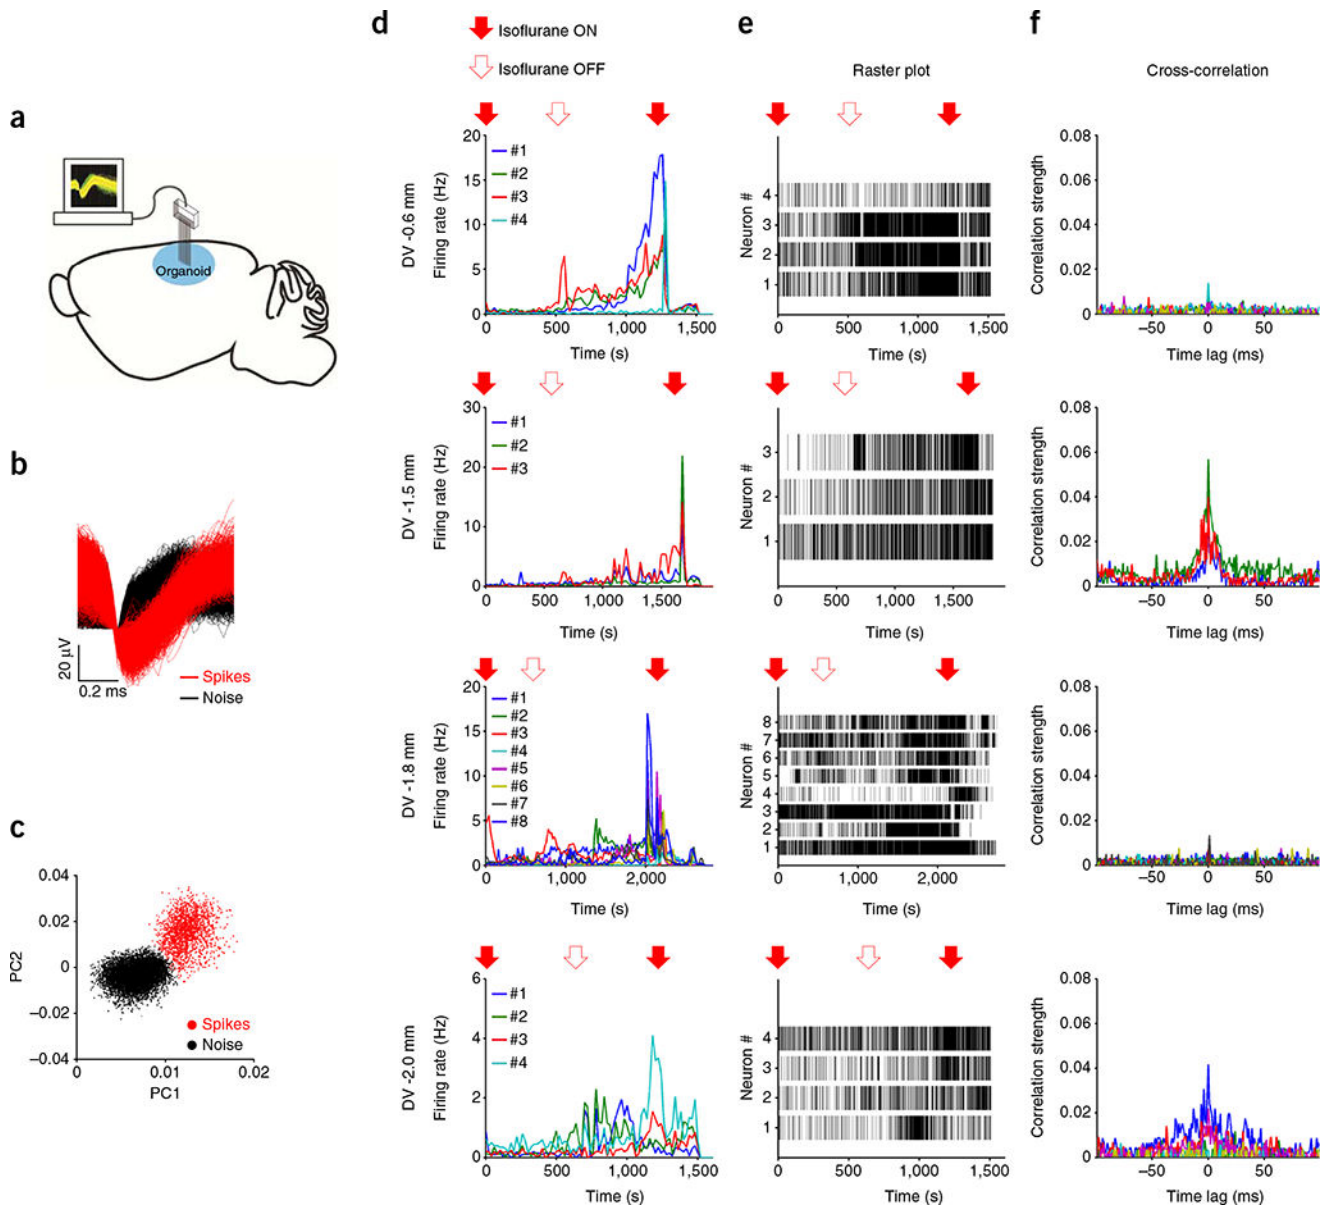 a
Organoid
b
20 µV
0.2 ms
Spikes
Noise
c
0.04
0.02
0
–0.02
–0.04
PC2
0
0.01
0.02
PC1
Spikes
Noise
d
Isoflurane ON
Isoflurane OFF
DV -0.6 mm
Firing rate (Hz)
20
15
10
5
0
#1
#2
#3
#4
0
500
1,000
1,500
Time (s)
DV -1.5 mm
Firing rate (Hz)
30
20
10
0
#1
#2
#3
0
500
1,000
1,500
Time (s)
DV -1.8 mm
Firing rate (Hz)
20
15
10
5
0
#1
#2
#3
#4
#5
#6
#7
#8
0
1,000
2,000
Time (s)
DV -2.0 mm
Firing rate (Hz)
6
4
2
0
#1
#2
#3
#4
0
500
1,000
1,500
Time (s)
e
Raster plot
Neuron #
4
3
2
1
0
500
1,000
1,500
Time (s)
Neuron #
3
2
1
0
500
1,000
1,500
Time (s)
Neuron #
8
7
6
5
4
3
2
1
0
1,000
2,000
Time (s)
Neuron #
4
3
2
1
0
500
1,000
1,500
Time (s)
f
Cross-correlation
Correlation strength
0.08
0.06
0.04
0.02
0
–50
0
50
Time lag (ms)
Correlation strength
0.08
0.06
0.04
0.02
0
–50
0
50
Time lag (ms)
Correlation strength
0.08
0.06
0.04
0.02
0
–50
0
50
Time lag (ms)
Correlation strength
0.08
0.06
0.04
0.02
0
–50
0
50
Time lag (ms)